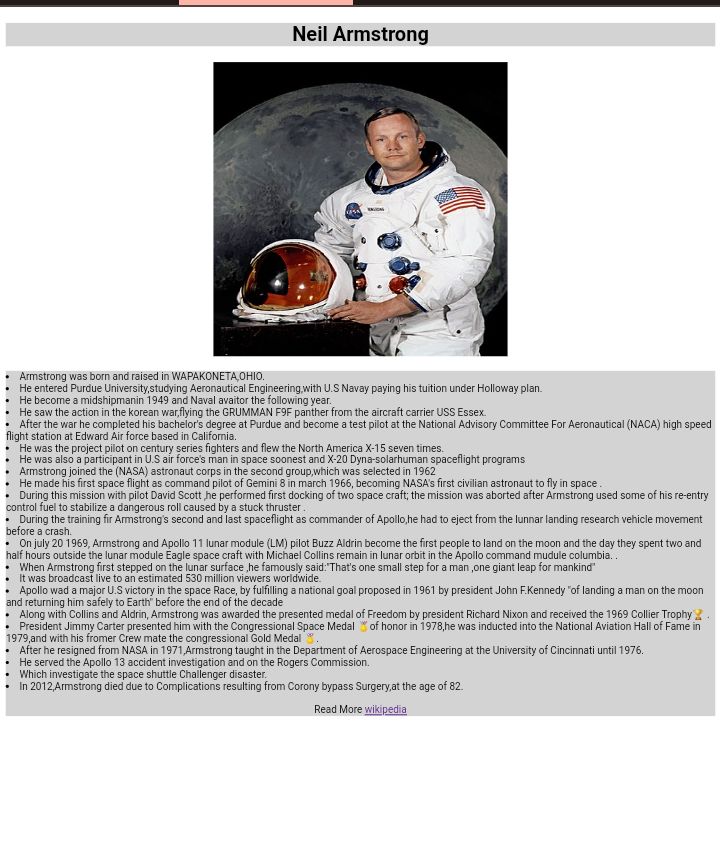 Neil Armstrong
NASA
• Armstrong was born and raised in WAPAKONETA,OHIO.
• He entered Purdue University,studying Aeronautical Engineering,with U.S Navay paying his tuition under Holloway plan.
• He become a midshipmanin 1949 and Naval avaitor the following year.
• He saw the action in the korean war,flying the GRUMMAN F9F panther from the aircraft carrier USS Essex.
• After the war he completed his bachelor's degree at Purdue and become a test pilot at the National Advisory Committee For Aeronautical (NACA) high speed
flight station at Edward Air force based in California.
• He was the project pilot on century series fighters and flew the North America X-15 seven times.
• He was also a participant in U.S air force's man in space soonest and X-20 Dyna-solarhuman spaceflight programs
• Armstrong joined the (NASA) astronaut corps in the second group,which was selected in 1962
• He made his first space flight as command pilot of Gemini 8 in march 1966, becoming NASA's first civilian astronaut to fly in space .
• During this mission with pilot David Scott ,he performed first docking of two space craft; the mission was aborted after Armstrong used some of his re-entry
control fuel to stabilize a dangerous roll caused by a stuck thruster .
• During the training fir Armstrong's second and last spaceflight as commander of Apollo,he had to eject from the lunnar landing research vehicle movement
before a crash.
• On july 20 1969, Armstrong and Apollo 11 lunar module (LM) pilot Buzz Aldrin become the first people to land on the moon and the day they spent two and
half hours outside the lunar module Eagle space craft with Michael Collins remain in lunar orbit in the Apollo command mudule columbia. .
• When Armstrong first stepped on the lunar surface ,he famously said:"That's one small step for a man ,one giant leap for mankind"
• It was broadcast live to an estimated 530 million viewers worldwide.
• Apollo wad a major U.S victory in the space Race, by fulfilling a national goal proposed in 1961 by president John F.Kennedy "of landing a man on the moon
and returning him safely to Earth" before the end of the decade
• Along with Collins and Aldrin, Armstrong was awarded the presented medal of Freedom by president Richard Nixon and received the 1969 Collier Trophy🏆 .
• President Jimmy Carter presented him with the Congressional Space Medal 🏅of honor in 1978,he was inducted into the National Aviation Hall of Fame in
1979,and with his fromer Crew mate the congressional Gold Medal 🏅.
• After he resigned from NASA in 1971,Armstrong taught in the Department of Aerospace Engineering at the University of Cincinnati until 1976.
• He served the Apollo 13 accident investigation and on the Rogers Commission.
• Which investigate the space shuttle Challenger disaster.
• In 2012,Armstrong died due to Complications resulting from Corony bypass Surgery,at the age of 82.
Read More wikipedia